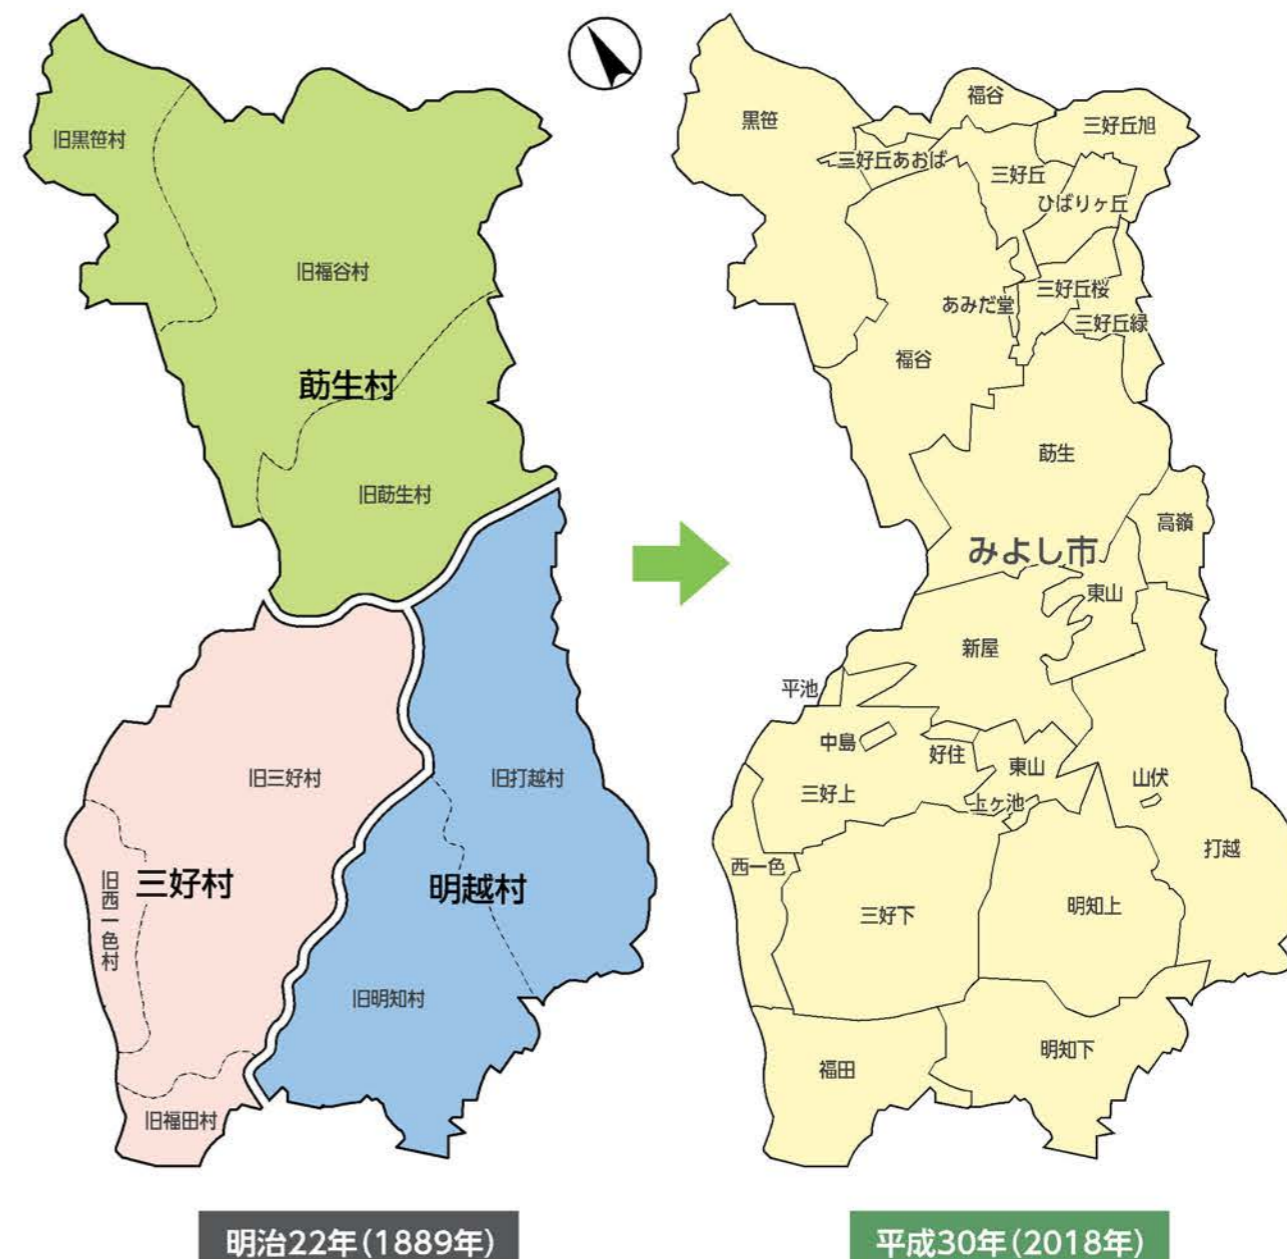 旧黒笹村
旧福谷村
莇生村
旧莇生村
旧三好村
旧打越村
三好村
明越村
旧西一色村
旧明知村
旧福田村
明治22年(1889年)
福谷
黒笹
三好丘旭
三好丘あおば
三好丘
ひばりヶ丘
三好丘桜
あみだ堂
三好丘緑
福谷
莇生
高嶺
みよし市
東山
新屋
平池
中島
好住
東山
山伏
三好上
上ヶ池
打越
西一色
三好下
明知上
明知下
福田
平成30年(2018年)